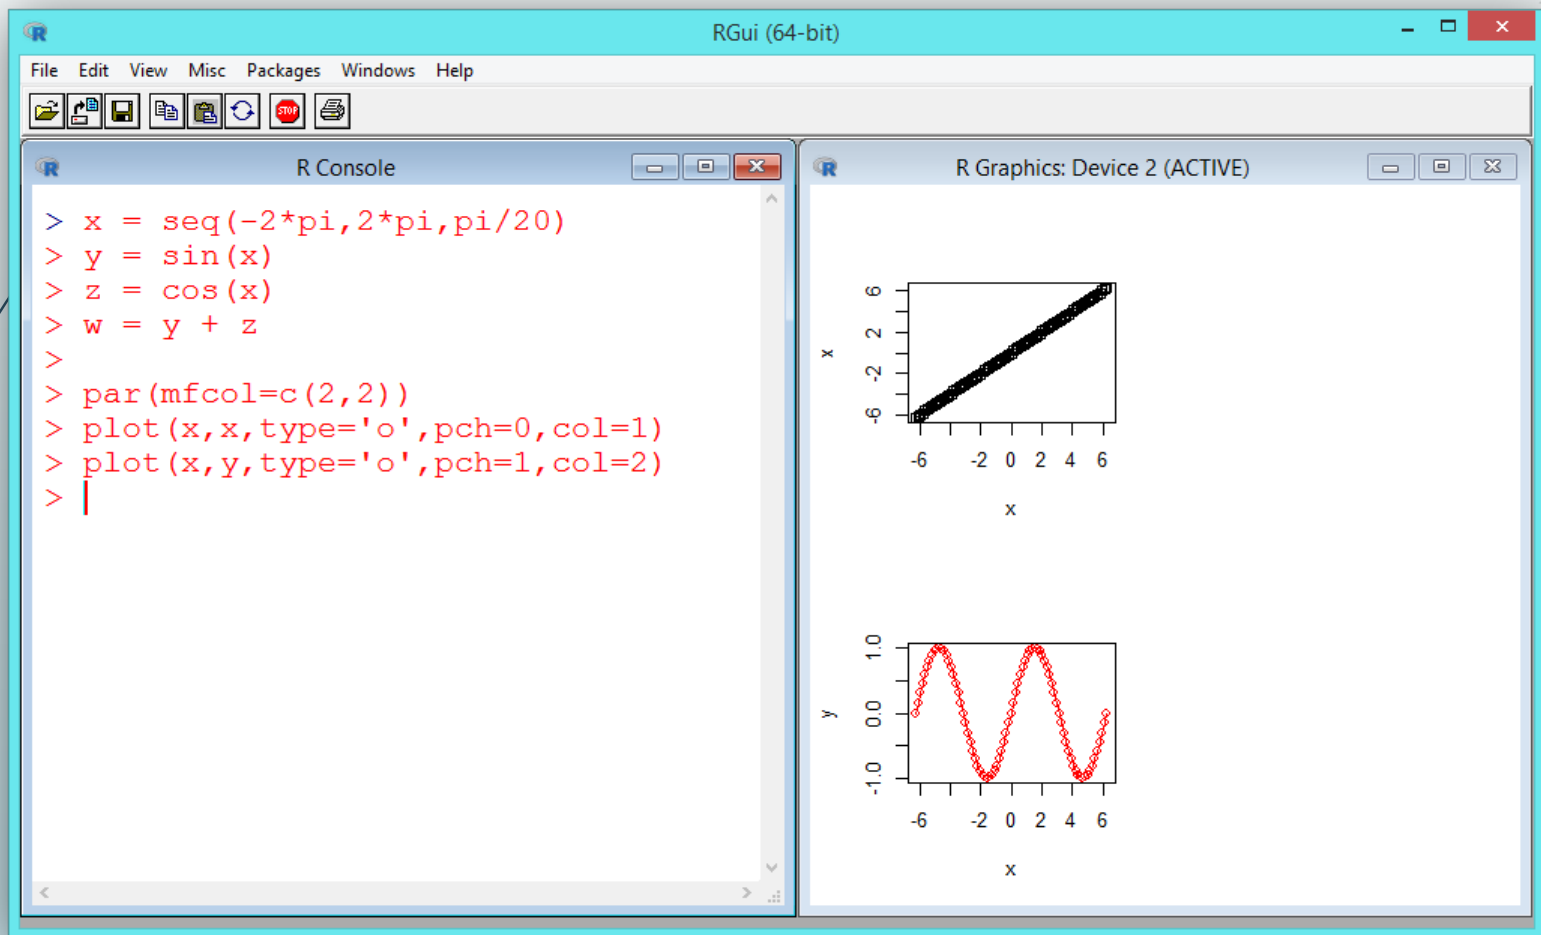 RGui (64-bit)
File Edit View Misc Packages Windows Help
STOP
R Console
> x = seq(-2*pi,2*pi,pi/20)
> y = sin(x)
> z = cos(x)
> w = y + z
>
> par(mfcol=c(2,2))
> plot(x,x,type='o',pch=0,col=1)
> plot(x,y,type='o',pch=1,col=2)
>
R Graphics: Device 2 (ACTIVE)
6
2
-2
-6
x
-6 -2 0 2 4 6
x
1.0
0.0
-1.0
y
-6 -2 0 2 4 6
x